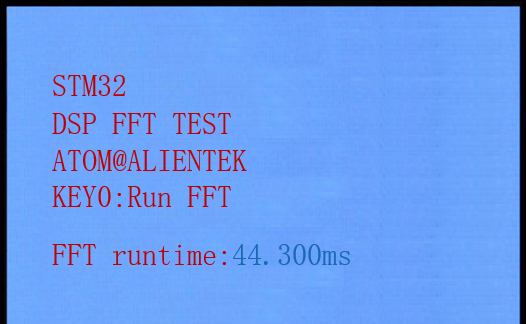 STM32
DSP FFT TEST
ATOM@ALIENTEK
KEY0:Run FFT
FFT runtime:44.300ms